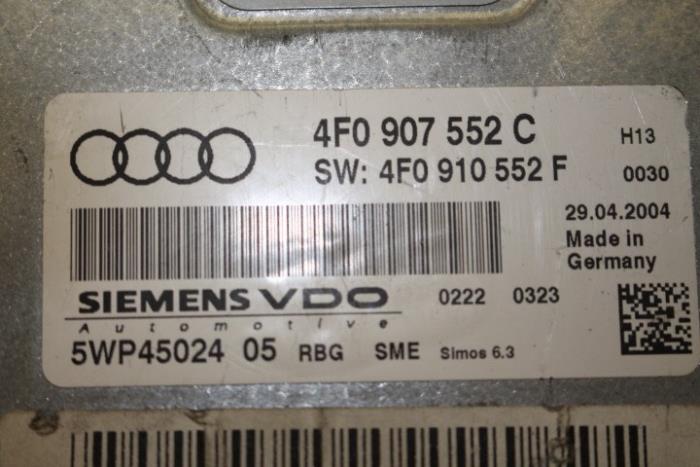 4F0 907 552 C H13
SW: 4F0 910 552 F 0030
29.04.2004
Made in
Germany
SIEMENS VDO 0222 0323
Automotive
5WP45024 05 RBG SME Simos 6.3